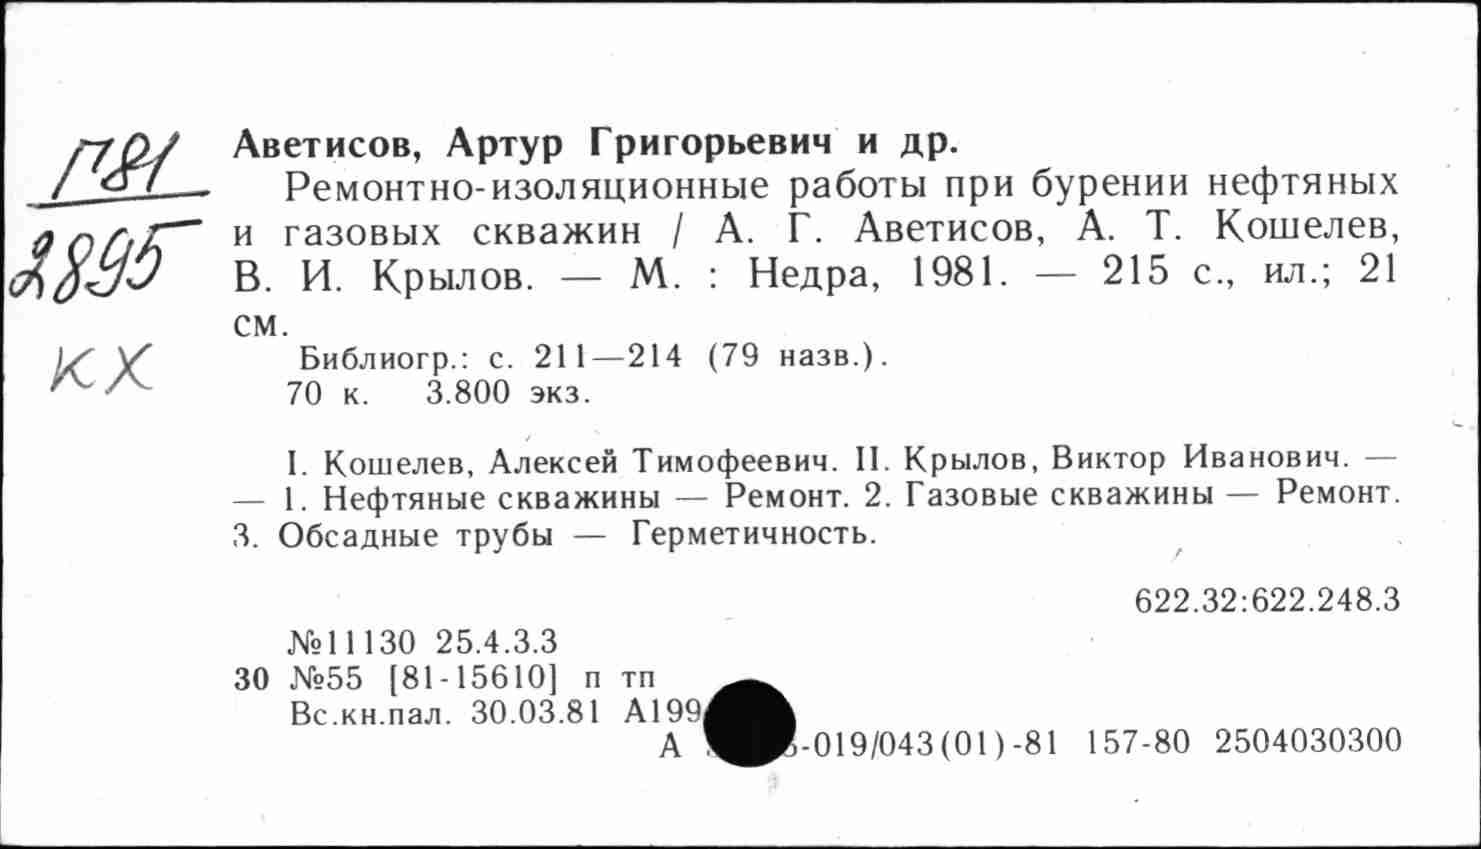 П81
2895
КХ
Аветисов, Артур Григорьевич и др.
Ремонтно-изоляционные работы при бурении нефтяных
и газовых скважин / А. Г. Аветисов, А. Т. Кошелев,
В. И. Крылов. — М. : Недра, 1981. — 215 с., ил.; 21
см.
Библиогр.: с. 211—214 (79 назв.).
70 к. 3.800 экз.
I. Кошелев, Алексей Тимофеевич. II. Крылов, Виктор Иванович. —
— 1. Нефтяные скважины — Ремонт. 2. Газовые скважины — Ремонт.
3. Обсадные трубы — Герметичность.
622.32:622.248.3
№11130 25.4.3.3
30 №55 [81-15610] п тп
Вс.кн.пал. 30.03.81 А199
А -019/043(01)-81 157-80 2504030300